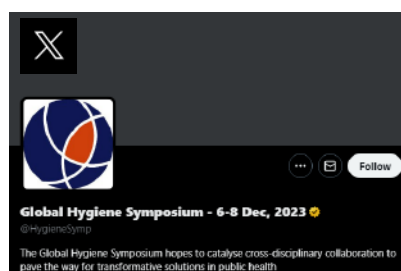 Follow
Global Hygiene Symposium - 6-8 Dec, 2023
@HygieneSymp
The Global Hygiene Symposium hopes to catalyse cross-disciplinary collaboration to
pave the way for transformative solutions in public health